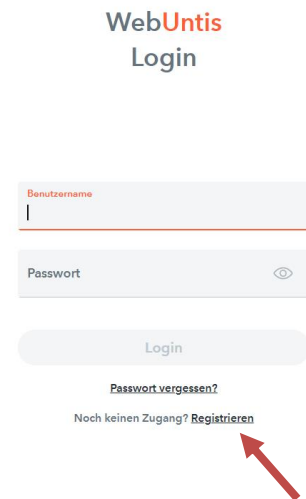 WebUntis
Login
Benutzername
Passwort
Login
Passwort vergessen?
Noch keinen Zugang? Registrieren